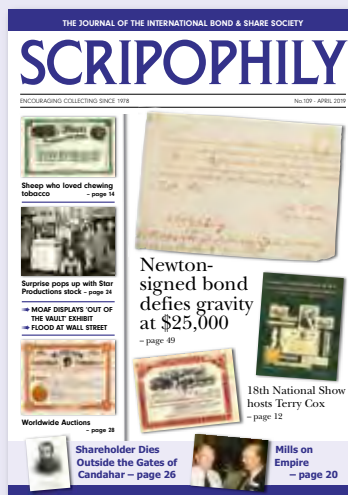 THE JOURNAL OF THE INTERNATIONAL BOND & SHARE SOCIETY
SCRIPOPHILY
ENCOURAGING COLLECTING SINCE 1978
No.109 - APRIL 2019
Sheep who loved chewing
tobacco – page 14
Surprise pops up with Star
Productions stock – page 24
➟ MOAF DISPLAYS 'OUT OF
THE VAULT' EXHIBIT
➟ FLOOD AT WALL STREET
Worldwide Auctions
– page 28
Newton-
signed bond
defies gravity
at $25,000
– page 49
18th National Show
hosts Terry Cox
– page 12
Shareholder Dies
Outside the Gates of
Candahar – page 26
Mills on
Empire
– page 20